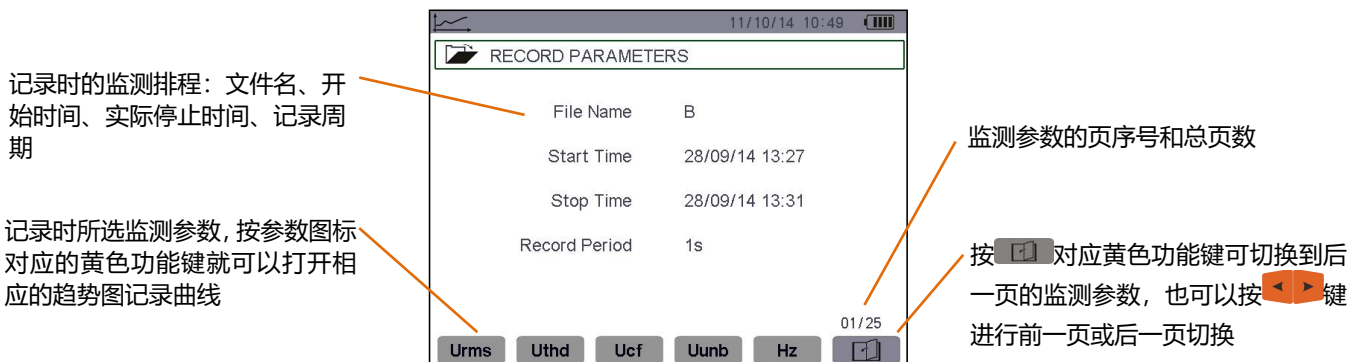 11/10/14 10:49
RECORD PARAMETERS
记录时的监测排程：文件名、开
始时间、实际停止时间、记录周
期
File Name B
Start Time 28/09/14 13:27
Stop Time 28/09/14 13:31
Record Period 1s
监测参数的页序号和总页数
记录时所选监测参数，按参数图标
对应的黄色功能键就可以打开相
应的趋势图记录曲线
按 对应黄色功能键可切换到后
一页的监测参数，也可以按 键
进行前一页或后一页切换
01/25
Urms Uthd Ucf Uunb Hz